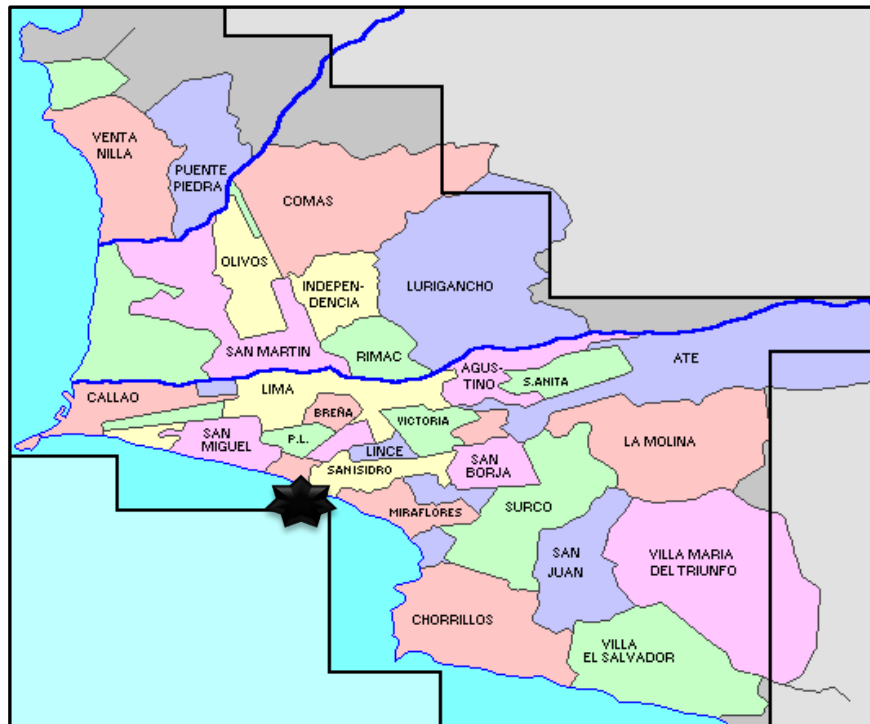 VENTA
NILLA
PUENTE
PIEDRA
COMAS
OLIVOS
INDEPEN-
DENCIA
LURIGANCHO
SAN MARTIN
RIMAC
AGUS-
TINO
S.ANITA
ATE
CALLAO
LIMA
BREÑA
VICTORIA
SAN
MIGUEL
P.L.
LINCE
LA MOLINA
SAN ISIDRO
SAN
BORJA
MIRAFLORES
SURCO
SAN
JUAN
VILLA MARIA
DEL TRIUNFO
CHORRILLOS
VILLA
EL SALVADOR